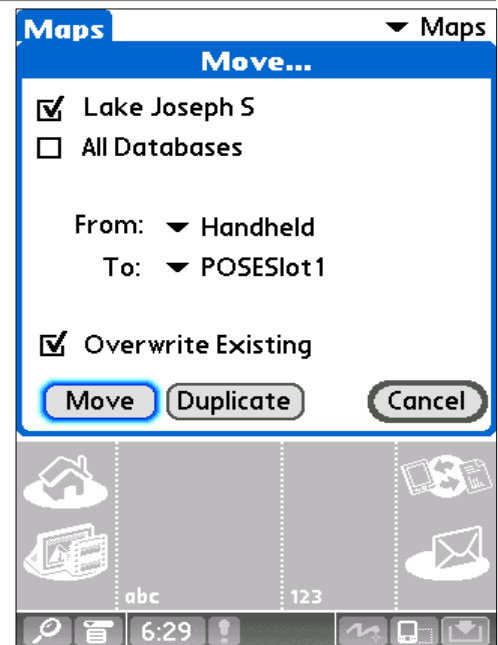 Maps
Maps
Move...
Lake Joseph S
All Databases
From: Handheld
To: POSESlot1
Overwrite Existing
Move Duplicate Cancel
abc 123
6:29